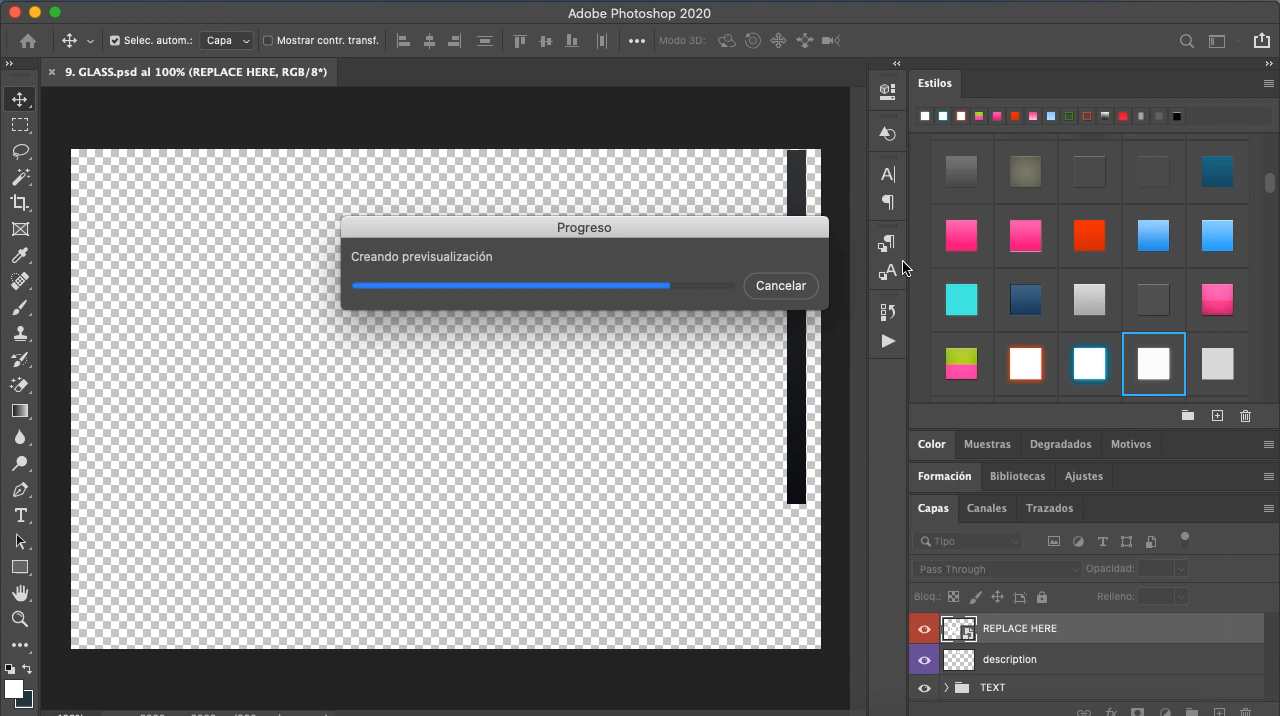 Adobe Photoshop 2020
Selec. autom.: Capa Mostrar contr. transf. Modo 3D:
9. GLASS.psd al 100% (REPLACE HERE, RGB/8*)
Estilos
Progreso
Creando previsualización
Cancelar
Color Muestras Degradados Motivos
Formación Bibliotecas Ajustes
Capas Canales Trazados
Tipo
Pass Through Opacidad:
Bloq.: Relleno:
REPLACE HERE
description
TEXT